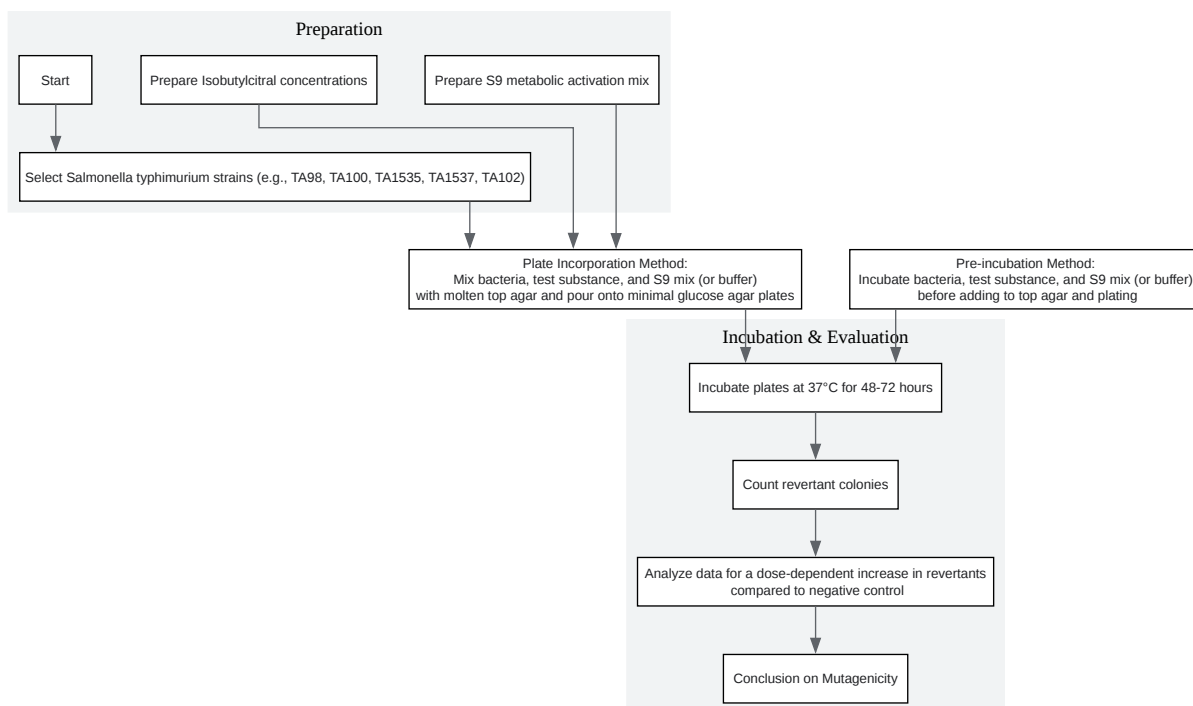 Preparation
Start
Prepare Isobutylcitral concentrations
Prepare S9 metabolic activation mix
Select Salmonella typhimurium strains (e.g., TA98, TA100, TA1535, TA1537, TA102)
Plate Incorporation Method:
Mix bacteria, test substance, and S9 mix (or buffer)
with molten top agar and pour onto minimal glucose agar plates
Pre-incubation Method:
Incubate bacteria, test substance, and S9 mix (or buffer)
before adding to top agar and plating
Incubation & Evaluation
Incubate plates at 37°C for 48-72 hours
Count revertant colonies
Analyze data for a dose-dependent increase in revertants
compared to negative control
Conclusion on Mutagenicity